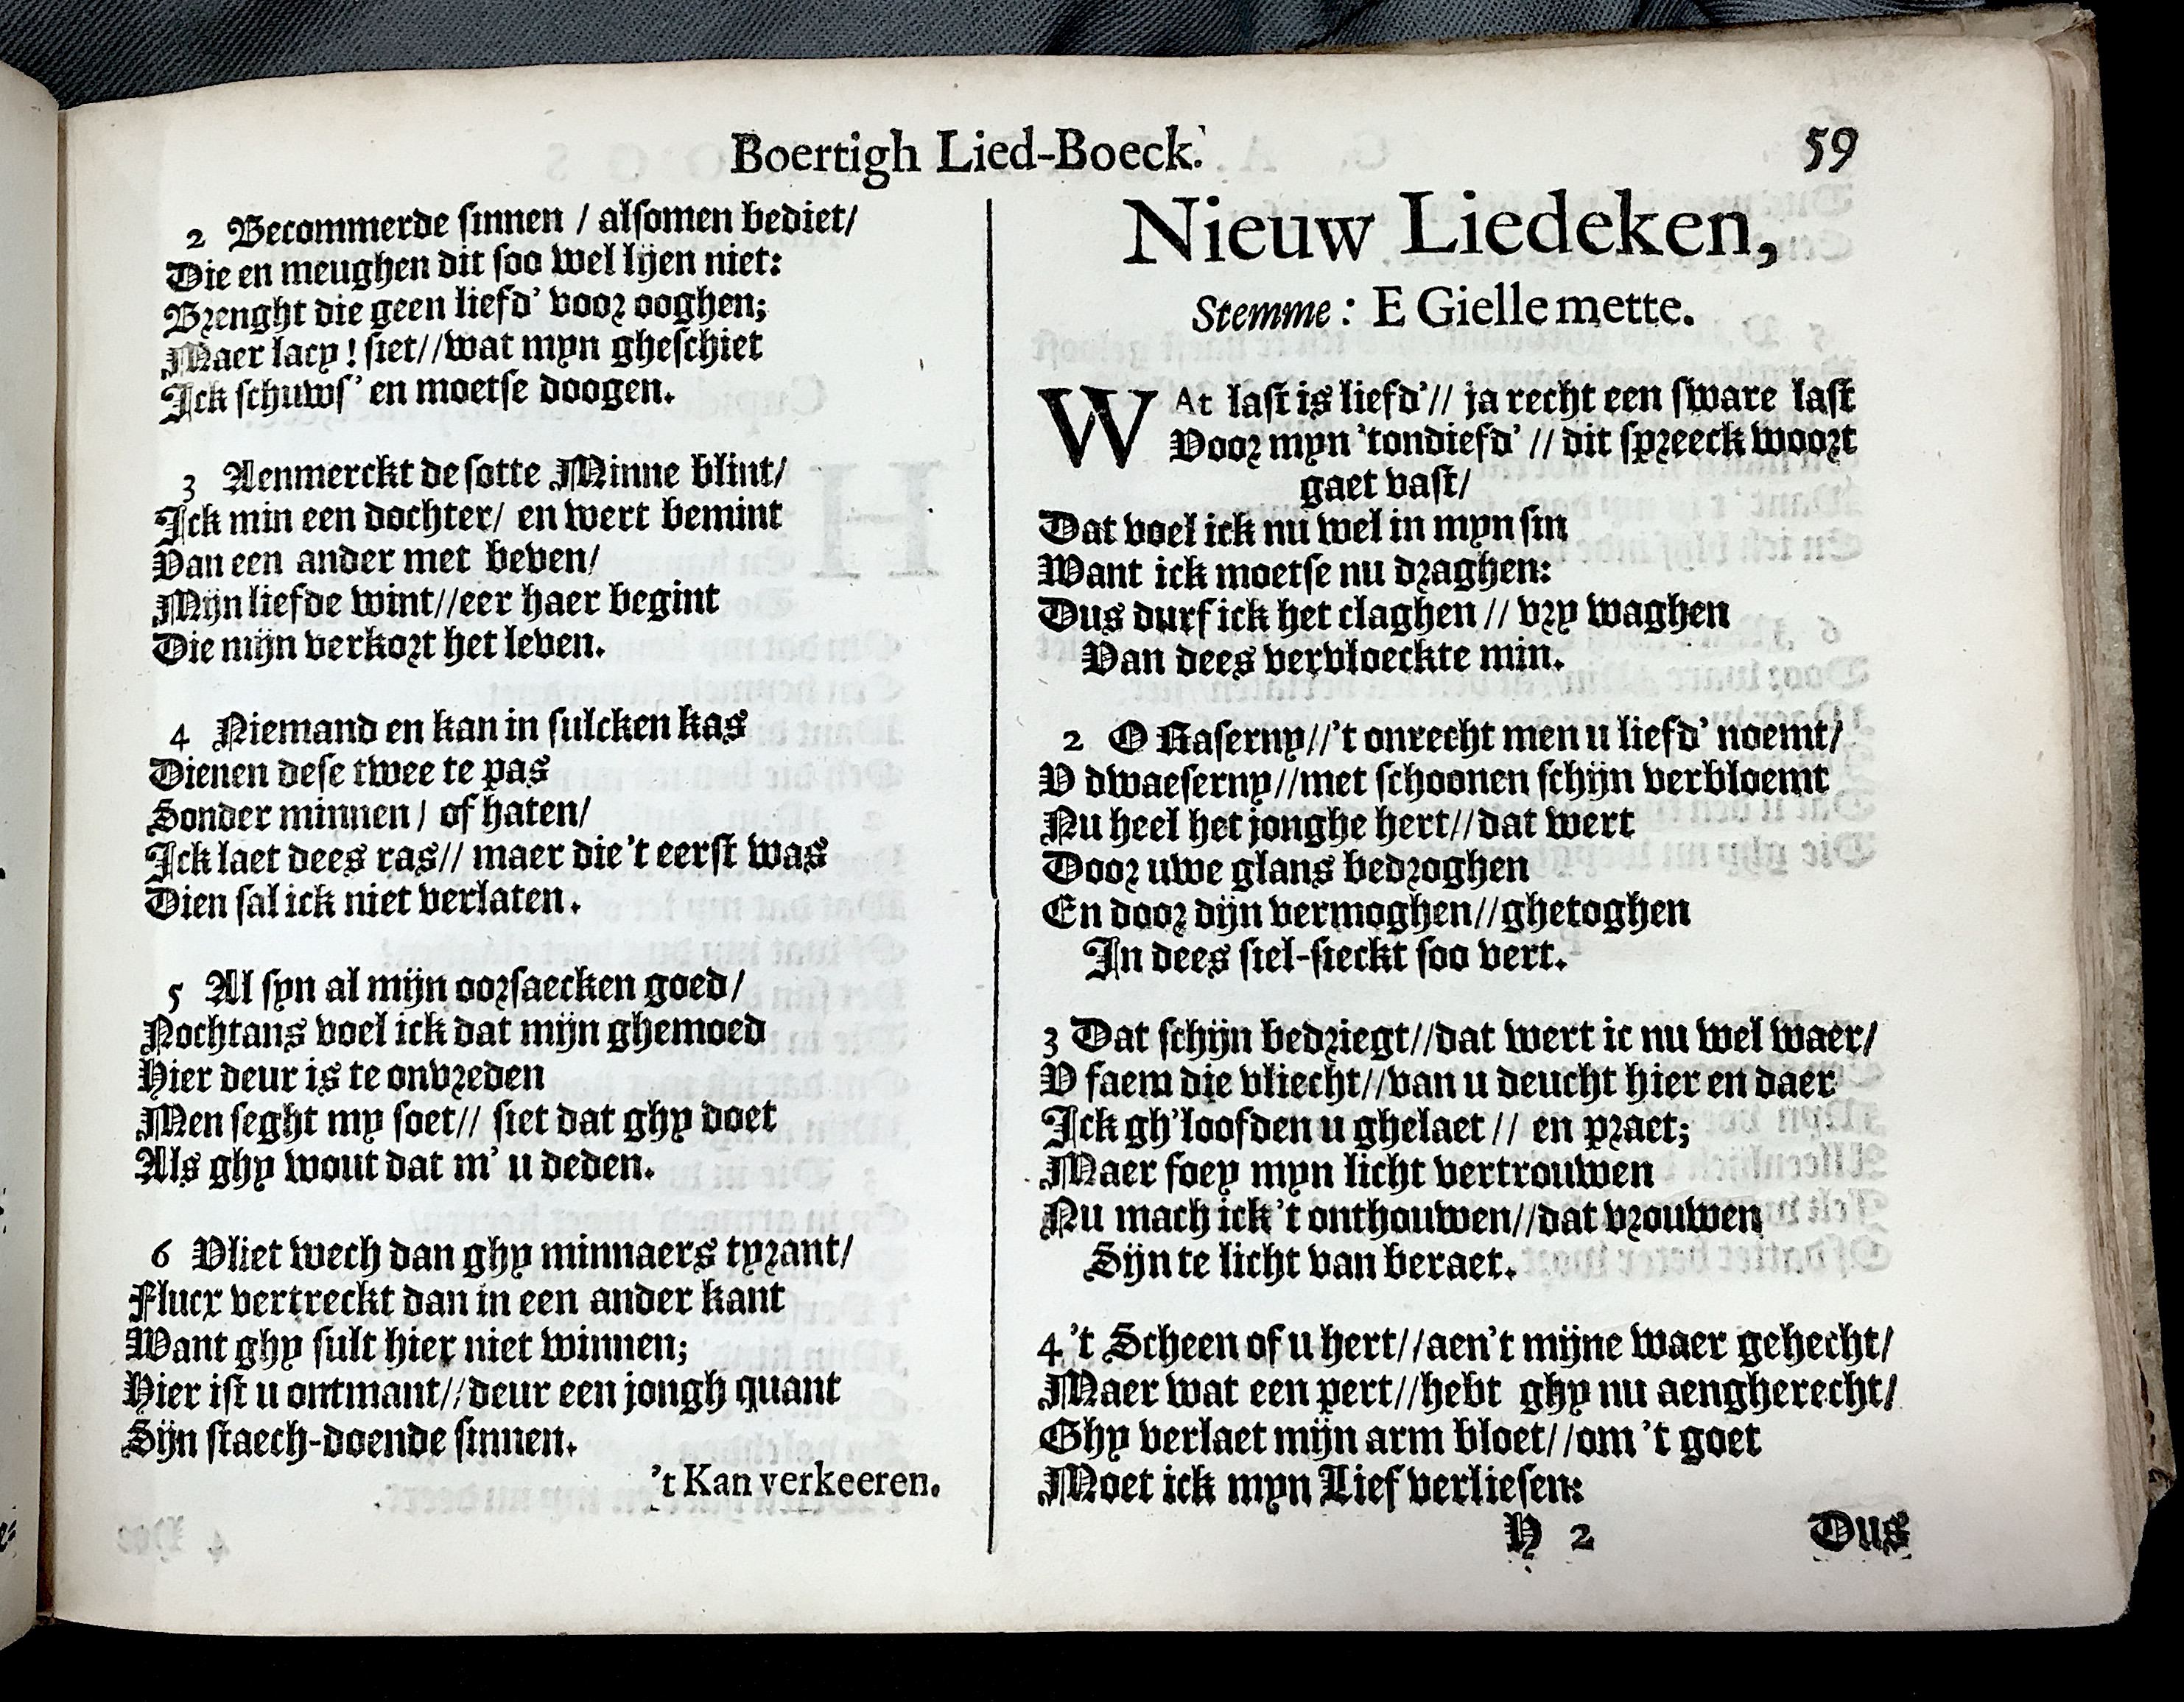 Boertigh Lied-Boeck.
59
2 Becommerde sinnen / alsomen bediet/
Die en meughen dit soo wel lijen niet:
Brenght die geen liefd' voor ooghen;
Maer lacy ! siet//wat myn gheschiet
Ick schuws' en moetse doogen.
3 Aenmerckt de sotte Minne blint/
Ick min een dochter/ en wert bemint
Van een ander met beven/
Mijn liefde wint//eer haer begint
Die mijn verkort het leven.
4 Niemand en kan in sulcken kas
Dienen dese twee te pas
Sonder minnen/ of haten/
Ick laet dees ras// maer die 't eerst was
Dien sal ick niet verlaten.
5 Al syn al mijn oorsaecken goed/
Nochtans voel ick dat mijn ghemoed
Hier deur is te onvreden
Men seght my soet// siet dat ghy doet
Als ghy wout dat m' u deden.
6 Vliet wech dan ghy minnaers tyrant/
Flucx vertreckt dan in een ander kant
Want ghy sult hier niet winnen;
Hier ist u ontmant//deur een jongh quant
Sijn staech-doende sinnen.
't Kan verkeeren.
Nieuw Liedeken,
Stemme : E Gielle mette.
WAt last is liefd'// ja recht een sware last
Voor myn 'tondiefd' // dit spreeck woort
gaet vast/
Dat voel ick nu wel in myn sin
Want ick moetse nu draghen:
Dus durf ick het claghen // vry waghen
Van dees vervloeckte min.
2 O Raserny//'t onrecht men u liefd' noemt/
V dwaeserny//met schoonen schijn verbloemt
Nu heel het jonghe hert//dat wert
Door uwe glans bedroghen
En door dijn vermoghen//ghetoghen
In dees siel-sieckt soo vert.
3 Dat schijn bedriegt//dat wert ic nu wel waer/
V faem die vliecht//van u deucht hier en daer
Ick gh'loofden u ghelaet // en praet;
Maer foey myn licht vertrouwen
Nu mach ick 't onthouwen//dat vrouwen
Sijn te licht van beraet.
4 't Scheen of u hert//aen't mijne waer gehecht/
Maer wat een pert//hebt ghy nu aengherecht/
Ghy verlaet mijn arm bloet//om 't goet
Moet ick myn Lief verliesen:
H 2
Dus